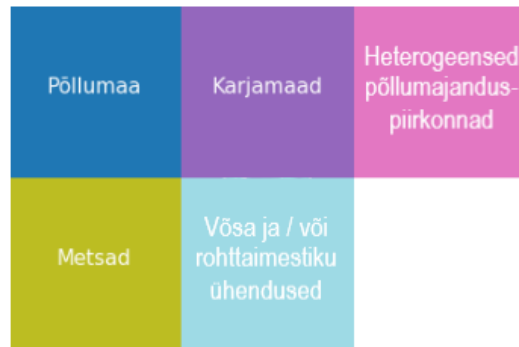 Põllumaa
Karjamaad
Heterogeensed
põllumajandus-
piirkonnad
Metsad
Võsa ja / või
rohttaimestiku
ühendused